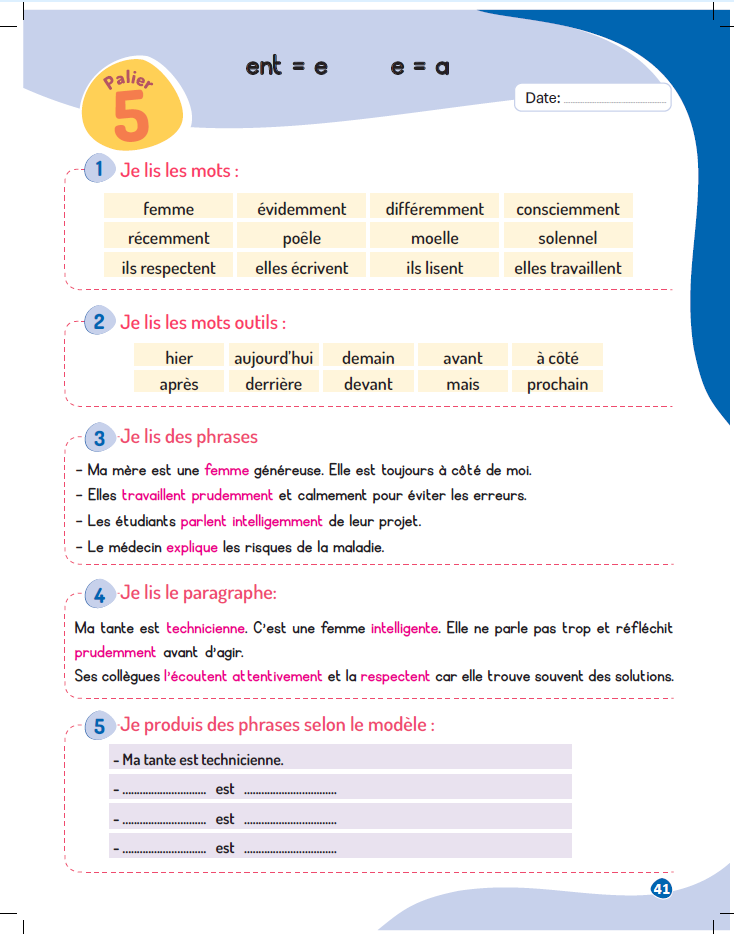 ent = e e = a
Palier
5
Date: ..............................
1 Je lis les mots :
femme évidemment différemment consciemment
récemment poêle moelle solennel
ils respectent elles écrivent ils lisent elles travaillent
2 Je lis les mots outils :
hier aujourd'hui demain avant à côté
après derrière devant mais prochain
3 Je lis des phrases
- Ma mère est une femme généreuse. Elle est toujours à côté de moi.
- Elles travaillent prudemment et calmement pour éviter les erreurs.
- Les étudiants parlent intelligemment de leur projet.
- Le médecin explique les risques de la maladie.
4 Je lis le paragraphe:
Ma tante est technicienne. C'est une femme intelligente. Elle ne parle pas trop et réfléchit
prudemment avant d'agir.
Ses collègues l'écoutent attentivement et la respectent car elle trouve souvent des solutions.
5 Je produis des phrases selon le modèle :
- Ma tante est technicienne.
- ............................. est ................................
- ............................. est ................................
- ............................. est ................................
41